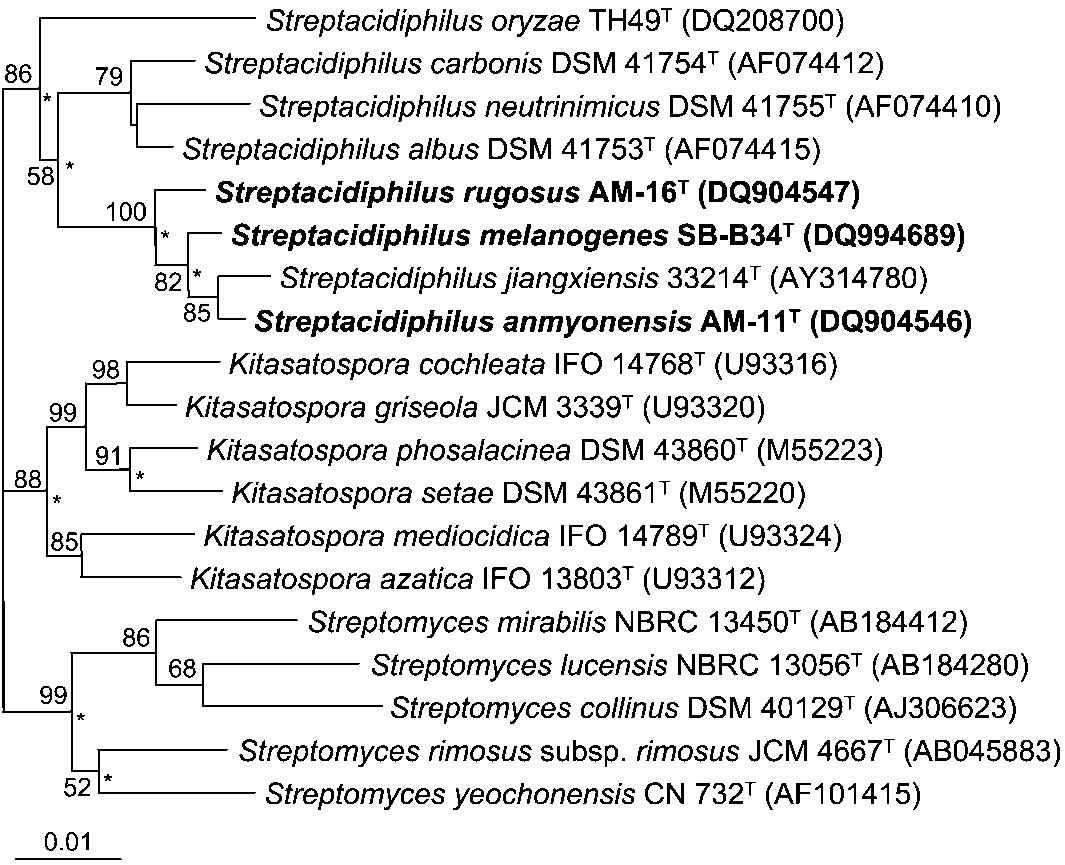 Streptacidiphilus oryzae TH49ᵀ (DQ208700)
86
*
79
Streptacidiphilus carbonis DSM 41754ᵀ (AF074412)
Streptacidiphilus neutrinimicus DSM 41755ᵀ (AF074410)
Streptacidiphilus albus DSM 41753ᵀ (AF074415)
58
*
Streptacidiphilus rugosus AM-16ᵀ (DQ904547)
100
*
Streptacidiphilus melanogenes SB-B34ᵀ (DQ994689)
82
*
Streptacidiphilus jiangxiensis 33214ᵀ (AY314780)
85
Streptacidiphilus anmyonensis AM-11ᵀ (DQ904546)
98
Kitasatospora cochleata IFO 14768ᵀ (U93316)
99
Kitasatospora griseola JCM 3339ᵀ (U93320)
91
*
Kitasatospora phosalacinea DSM 43860ᵀ (M55223)
88
*
Kitasatospora setae DSM 43861ᵀ (M55220)
85
Kitasatospora mediocidica IFO 14789ᵀ (U93324)
Kitasatospora azatica IFO 13803ᵀ (U93312)
86
Streptomyces mirabilis NBRC 13450ᵀ (AB184412)
68
Streptomyces lucensis NBRC 13056ᵀ (AB184280)
99
*
Streptomyces collinus DSM 40129ᵀ (AJ306623)
Streptomyces rimosus subsp. rimosus JCM 4667ᵀ (AB045883)
52
*
Streptomyces yeochonensis CN 732ᵀ (AF101415)
0.01